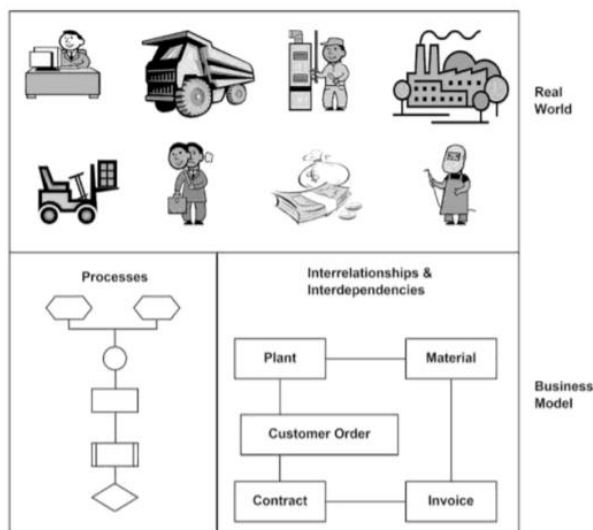 Real
World
Processes
Interrelationships &
Interdependencies
Plant
Material
Customer Order
Contract
Invoice
Business
Model